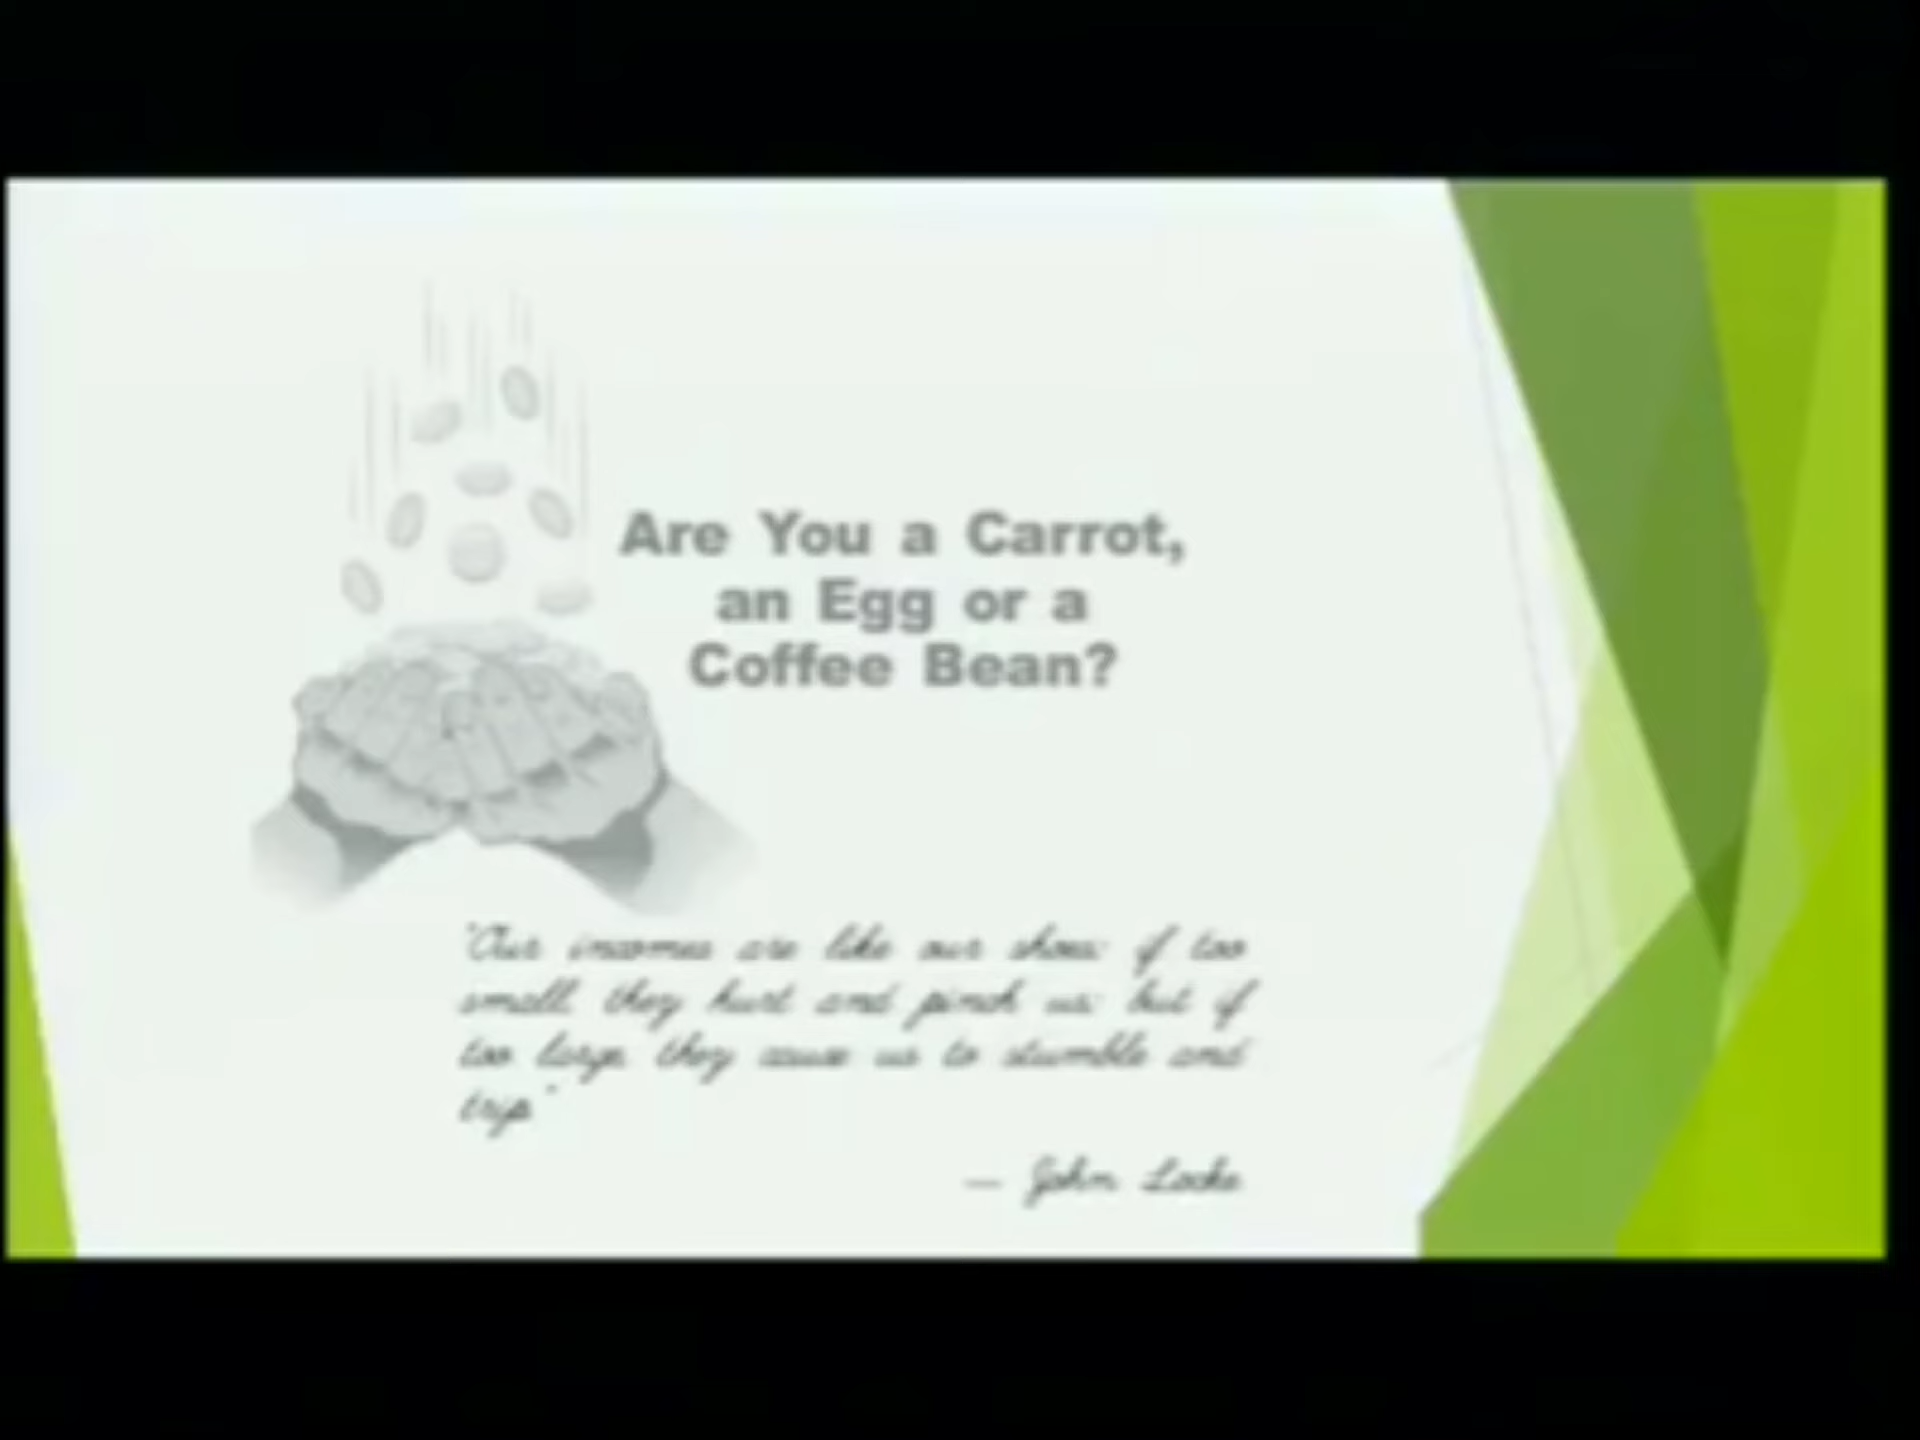 Are You a Carrot,
an Egg or a
Coffee Bean?
"Our incomes are like our shoes: if too
small, they hurt and pinch us; but if
too large, they cause us to stumble and
trip"
— John Locke